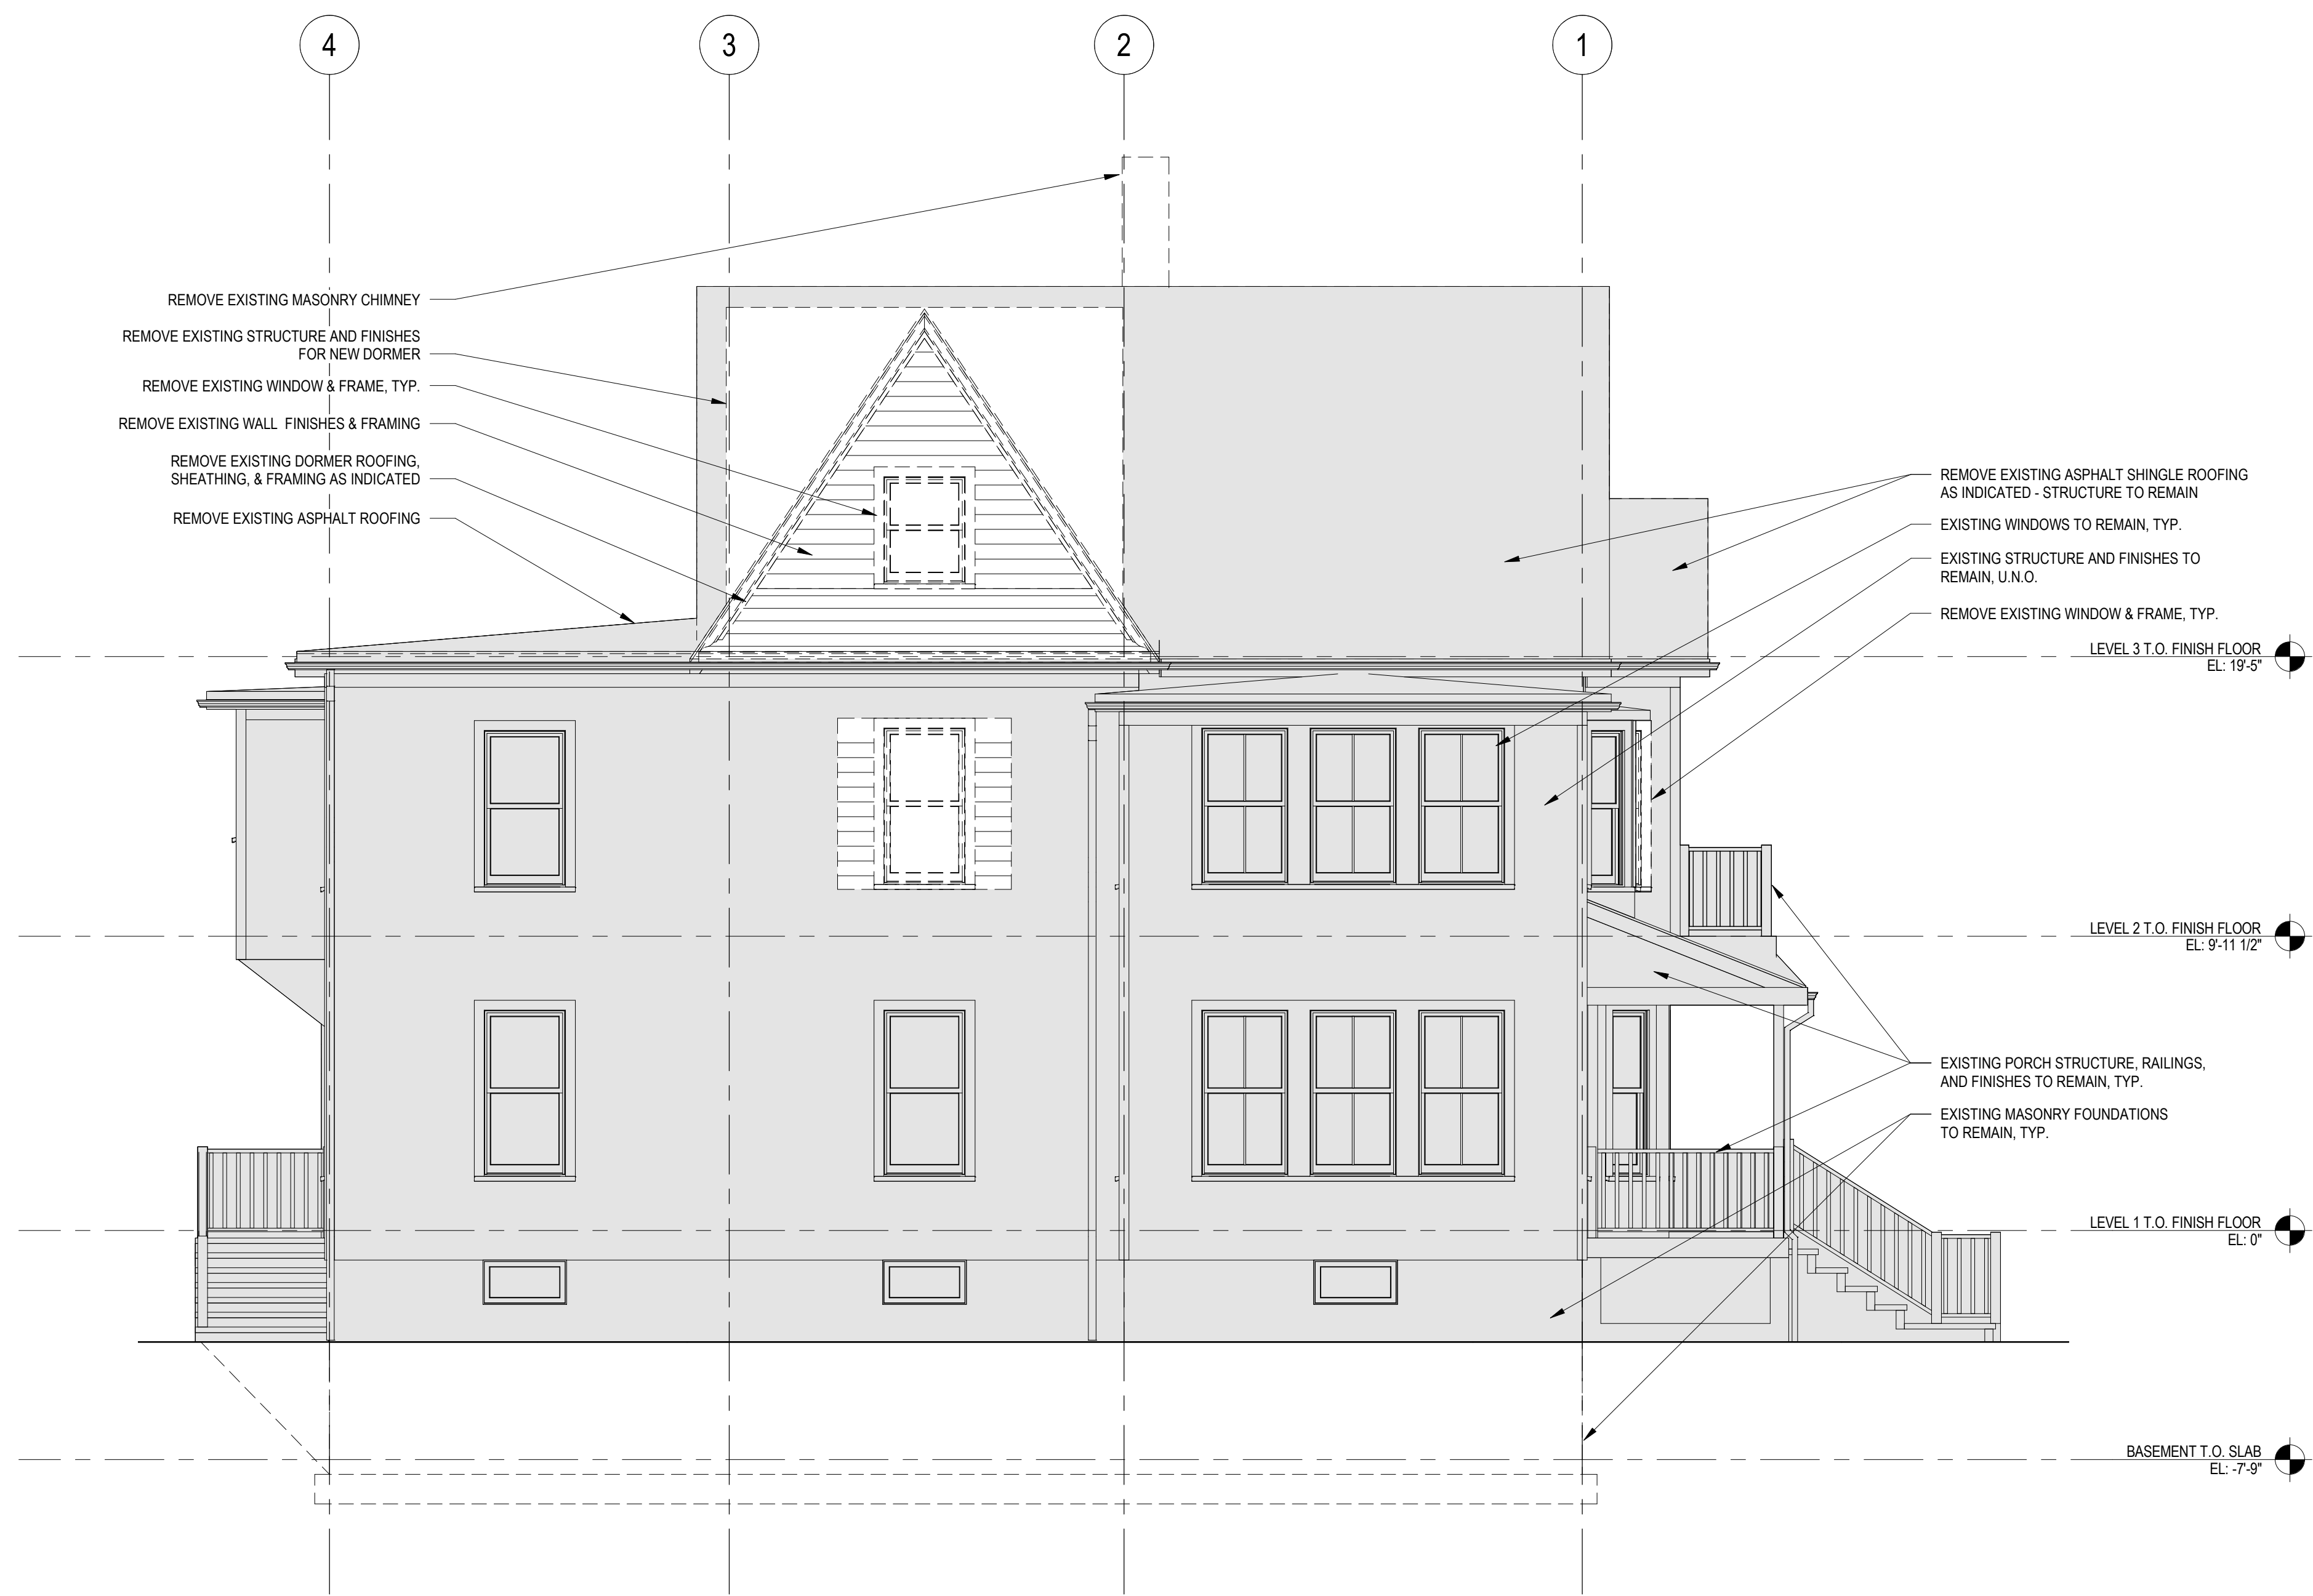 4
3
2
1
REMOVE EXISTING MASONRY CHIMNEY
REMOVE EXISTING STRUCTURE AND FINISHES
FOR NEW DORMER
REMOVE EXISTING WINDOW & FRAME, TYP.
REMOVE EXISTING WALL FINISHES & FRAMING
REMOVE EXISTING DORMER ROOFING,
SHEATHING, & FRAMING AS INDICATED
REMOVE EXISTING ASPHALT ROOFING
REMOVE EXISTING ASPHALT SHINGLE ROOFING
AS INDICATED - STRUCTURE TO REMAIN
EXISTING WINDOWS TO REMAIN, TYP.
EXISTING STRUCTURE AND FINISHES TO
REMAIN, U.N.O.
REMOVE EXISTING WINDOW & FRAME, TYP.
LEVEL 3 T.O. FINISH FLOOR
EL: 19'-5"
LEVEL 2 T.O. FINISH FLOOR
EL: 9'-11 1/2"
EXISTING PORCH STRUCTURE, RAILINGS,
AND FINISHES TO REMAIN, TYP.
EXISTING MASONRY FOUNDATIONS
TO REMAIN, TYP.
LEVEL 1 T.O. FINISH FLOOR
EL: 0"
BASEMENT T.O. SLAB
EL: -7'-9"